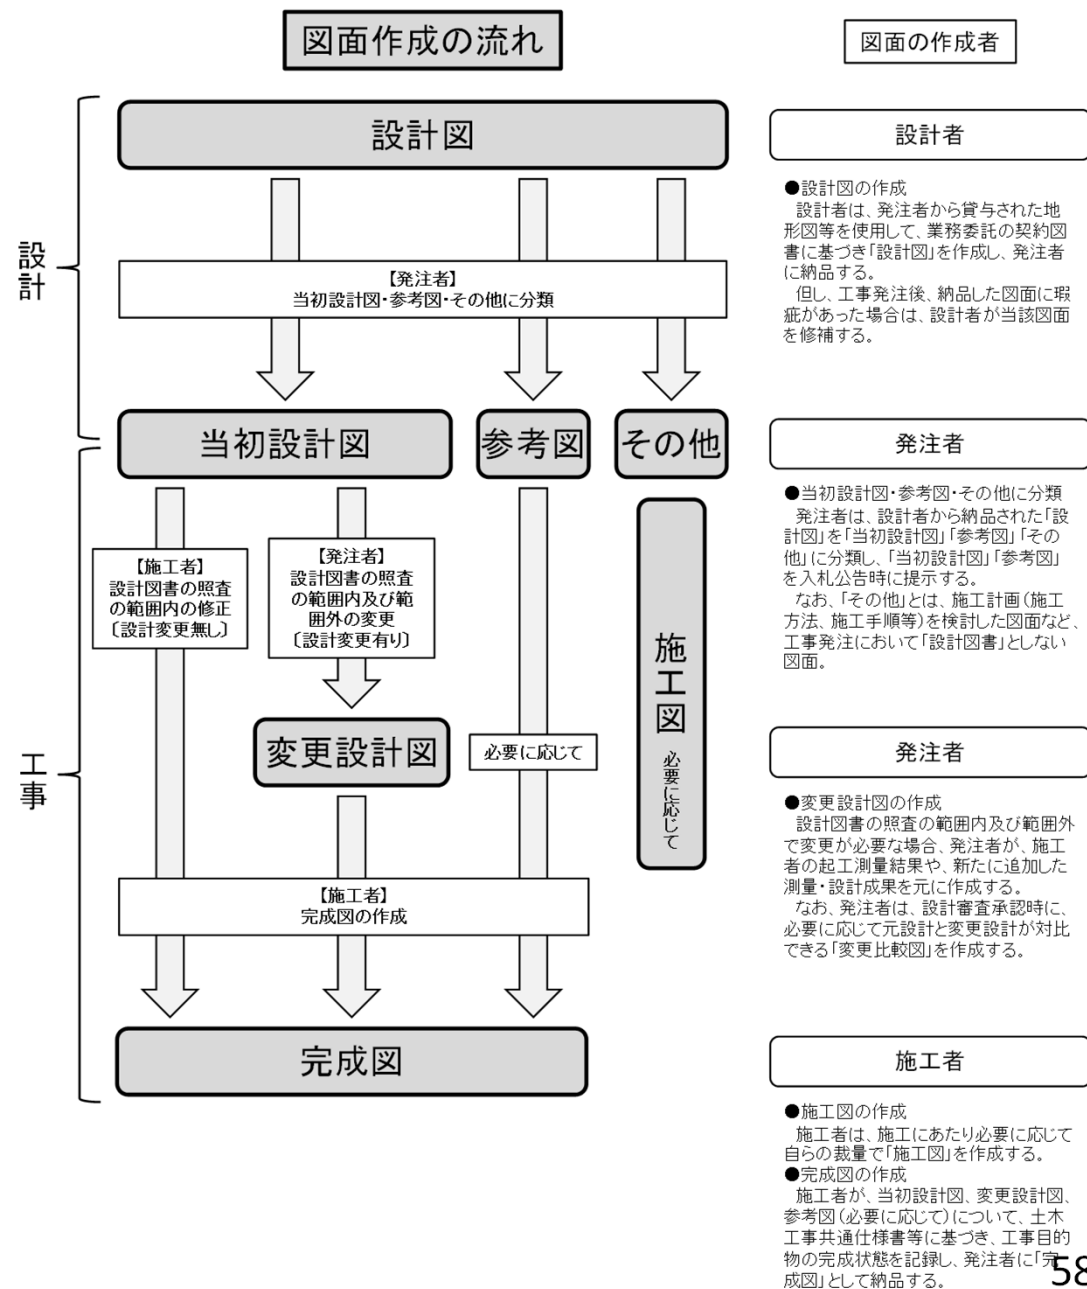 図面作成の流れ
図面の作成者
設計
設計図
【発注者】
当初設計図・参考図・その他に分類
当初設計図
参考図
その他
工事
【施工者】
設計図書の照査
の範囲内の修正
〔設計変更無し〕
【発注者】
設計図書の照査
の範囲内及び範
囲外の変更
〔設計変更有り〕
変更設計図
必要に応じて
施工図 必要に応じて
【施工者】
完成図の作成
完成図
設計者
●設計図の作成
設計者は、発注者から貸与された地
形図等を使用して、業務委託の契約図
書に基づき「設計図」を作成し、発注者
に納品する。
但し、工事発注後、納品した図面に瑕
疵があった場合は、設計者が当該図面
を修補する。
発注者
●当初設計図・参考図・その他に分類
発注者は、設計者から納品された「設
計図」を「当初設計図」「参考図」「その
他」に分類し、「当初設計図」「参考図」
を入札公告時に提示する。
なお、「その他」とは、施工計画(施工
方法、施工手順等)を検討した図面など、
工事発注において「設計図書」としない
図面。
発注者
●変更設計図の作成
設計図書の照査の範囲内及び範囲外
で変更が必要な場合、発注者が、施工
者の起工測量結果や、新たに追加した
測量・設計成果を元に作成する。
なお、発注者は、設計審査承認時に、
必要に応じて元設計と変更設計が対比
できる「変更比較図」を作成する。
施工者
●施工図の作成
施工者は、施工にあたり必要に応じて
自らの裁量で「施工図」を作成する。
●完成図の作成
施工者が、当初設計図、変更設計図、
参考図(必要に応じて)について、土木
工事共通仕様書等に基づき、工事目的
物の完成状態を記録し、発注者に「完
成図」として納品する。
58